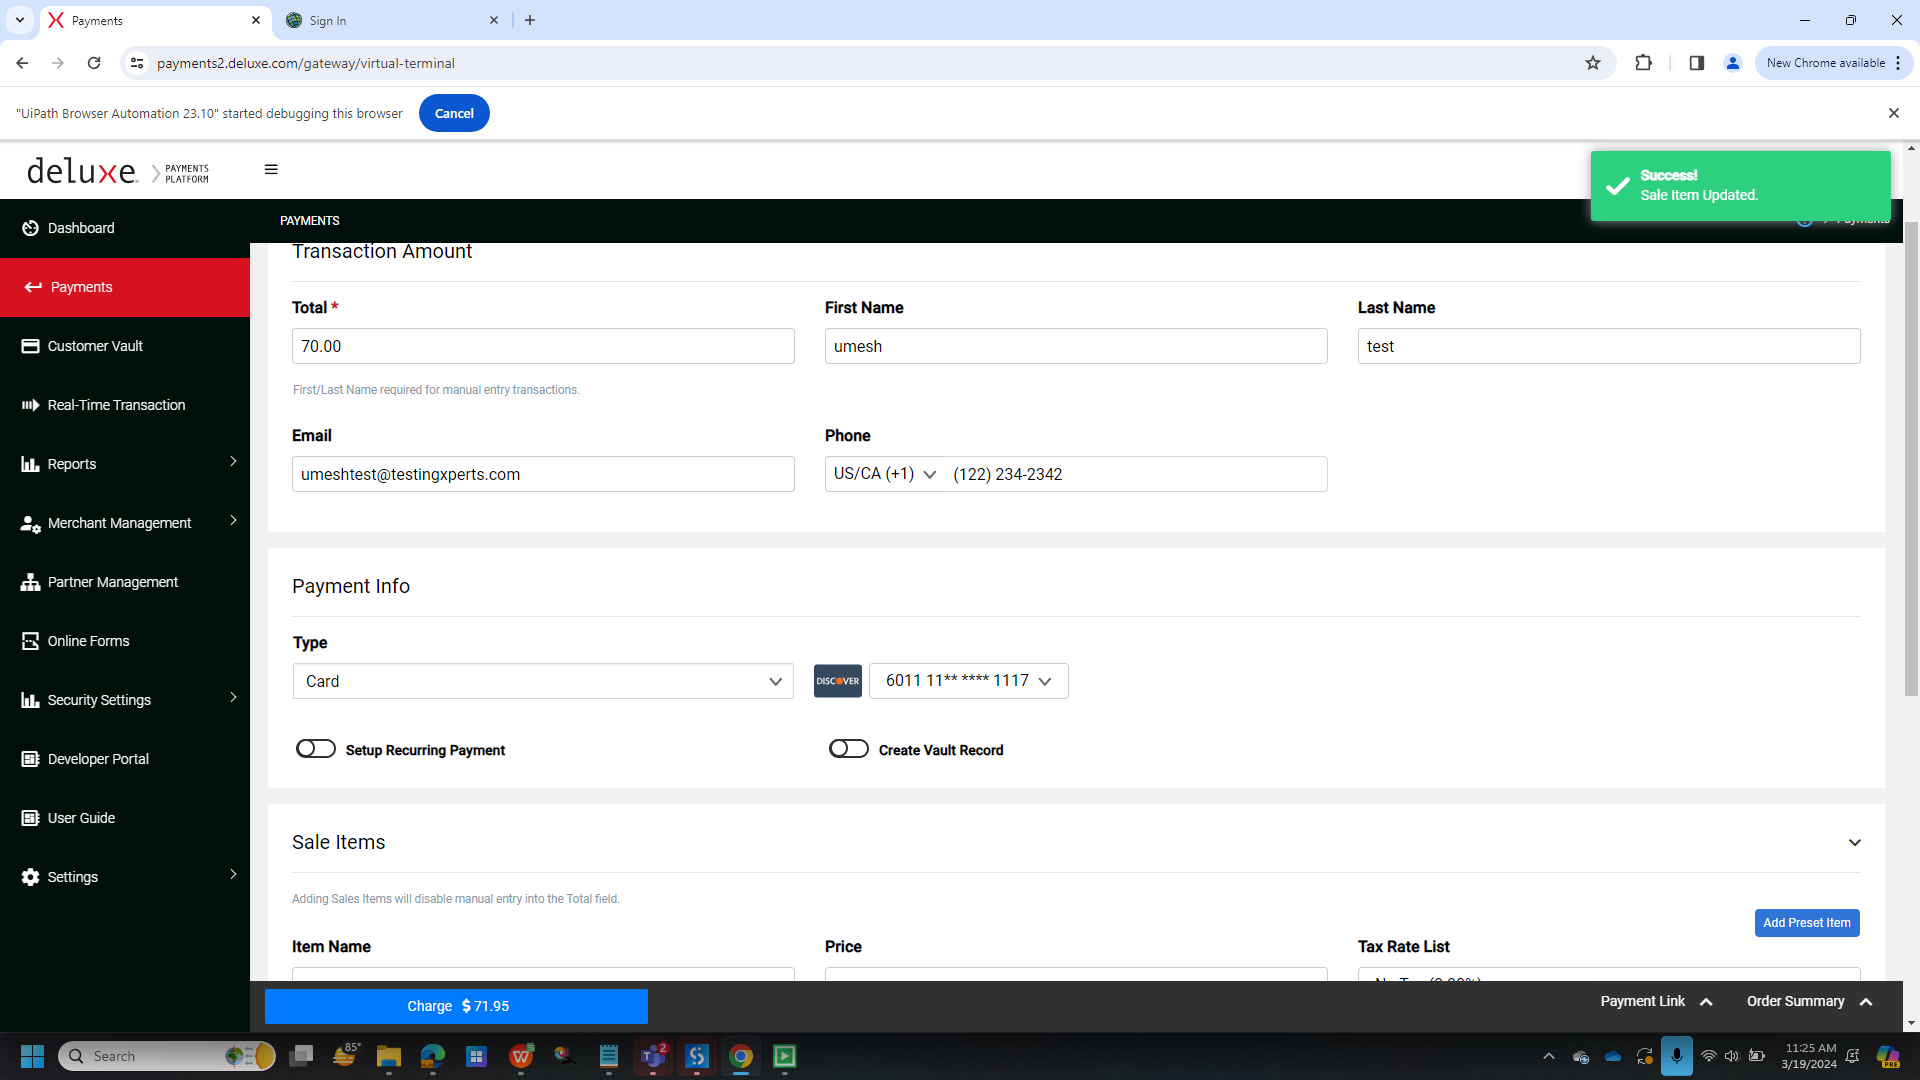 Payments
Sign In
payments2.deluxe.com/gateway/virtual-terminal
New Chrome available
"UiPath Browser Automation 23.10" started debugging this browser
Cancel
deluxe.
PAYMENTS
PLATFORM
Success!
Sale Item Updated.
PAYMENTS
Payments
Dashboard
Payments
Customer Vault
Real-Time Transaction
Reports
Merchant Management
Partner Management
Online Forms
Security Settings
Developer Portal
User Guide
Settings
Transaction Amount
Total *
First Name
Last Name
70.00
umesh
test
First/Last Name required for manual entry transactions.
Email
Phone
umeshtest@testingxperts.com
US/CA (+1)
(122) 234-2342
Payment Info
Type
Card
DISCOVER
6011 11** **** 1117
Setup Recurring Payment
Create Vault Record
Sale Items
Adding Sales Items will disable manual entry into the Total field.
Add Preset Item
Item Name
Price
Tax Rate List
Charge $ 71.95
Payment Link
Order Summary
Search
85°
2
11:25 AM
3/19/2024
PRE